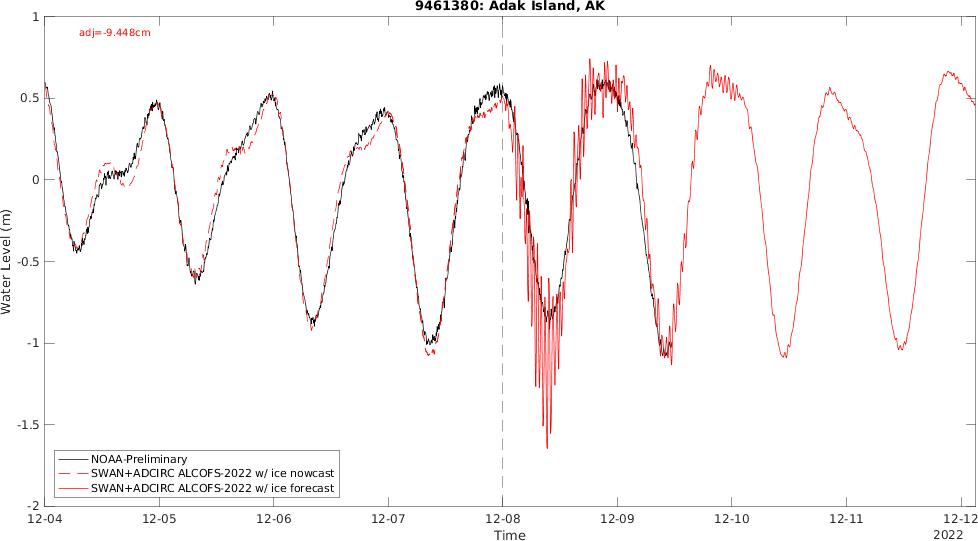 9461380: Adak Island, AK
adj=-9.448cm
1
0.5
0
-0.5
-1
-1.5
-2
Water Level (m)
NOAA-Preliminary
SWAN+ADCIRC ALCOFS-2022 w/ ice nowcast
SWAN+ADCIRC ALCOFS-2022 w/ ice forecast
12-04 12-05 12-06 12-07 12-08 12-09 12-10 12-11 12-12
Time
2022